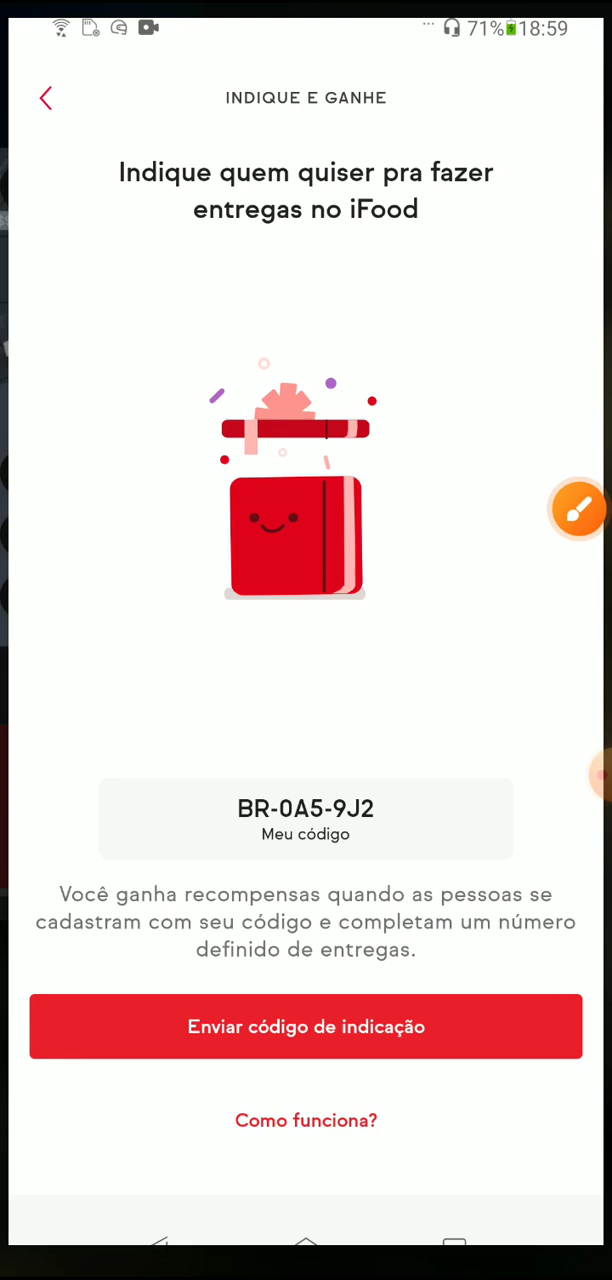 71% 18:59
INDIQUE E GANHE
Indique quem quiser pra fazer
entregas no iFood
BR-0A5-9J2
Meu código
Você ganha recompensas quando as pessoas se
cadastram com seu código e completam um número
definido de entregas.
Enviar código de indicação
Como funciona?